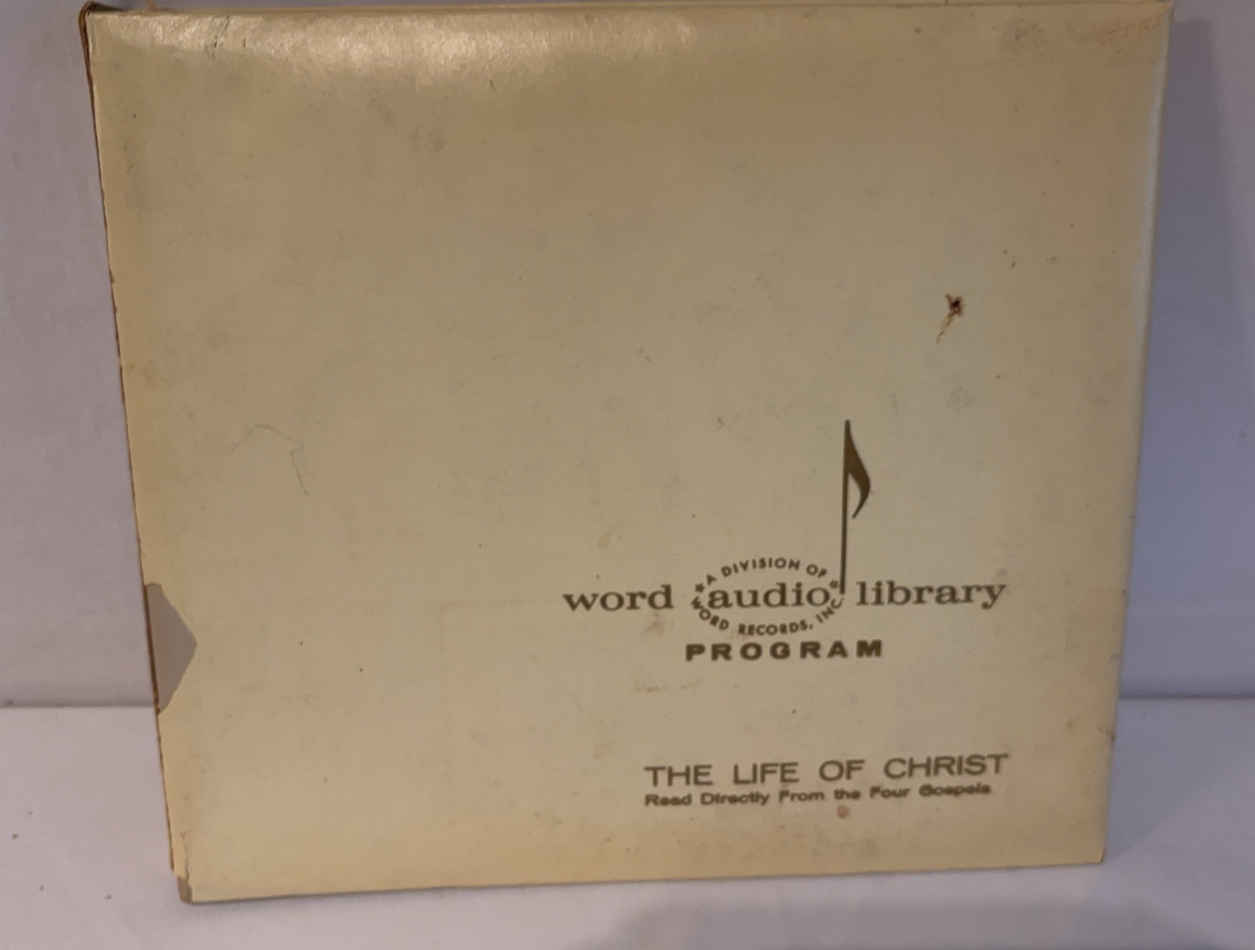 A DIVISION OF
word audio library
WORD RECORDS, INC.
PROGRAM
THE LIFE OF CHRIST
Read Directly From the Four Gospels